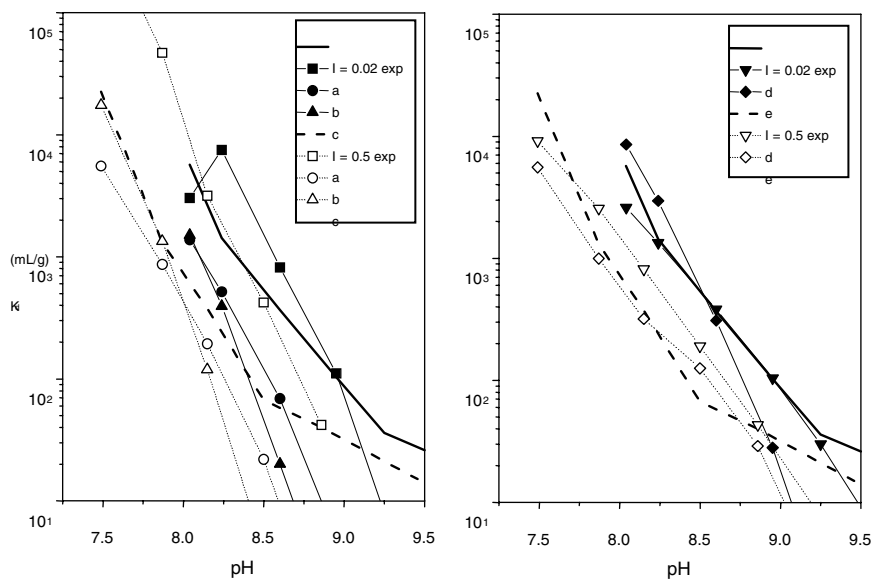 10⁵
10⁴
(mL/g)
10³
10²
10¹
I = 0.02 exp
a
b
c
I = 0.5 exp
a
b
c
7.5 8.0 8.5 9.0 9.5
pH
10⁵
10⁴
10³
10²
10¹
I = 0.02 exp
d
e
I = 0.5 exp
d
e
7.5 8.0 8.5 9.0 9.5
pH